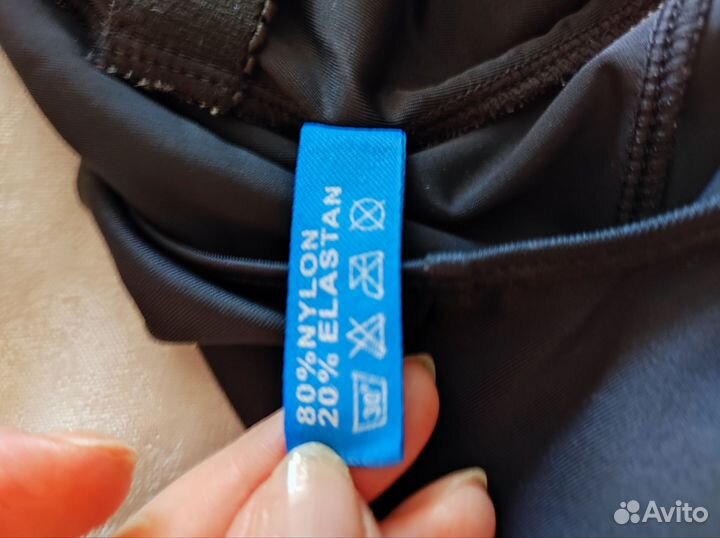 80% NYLON
20% ELASTAN
30°
Avito